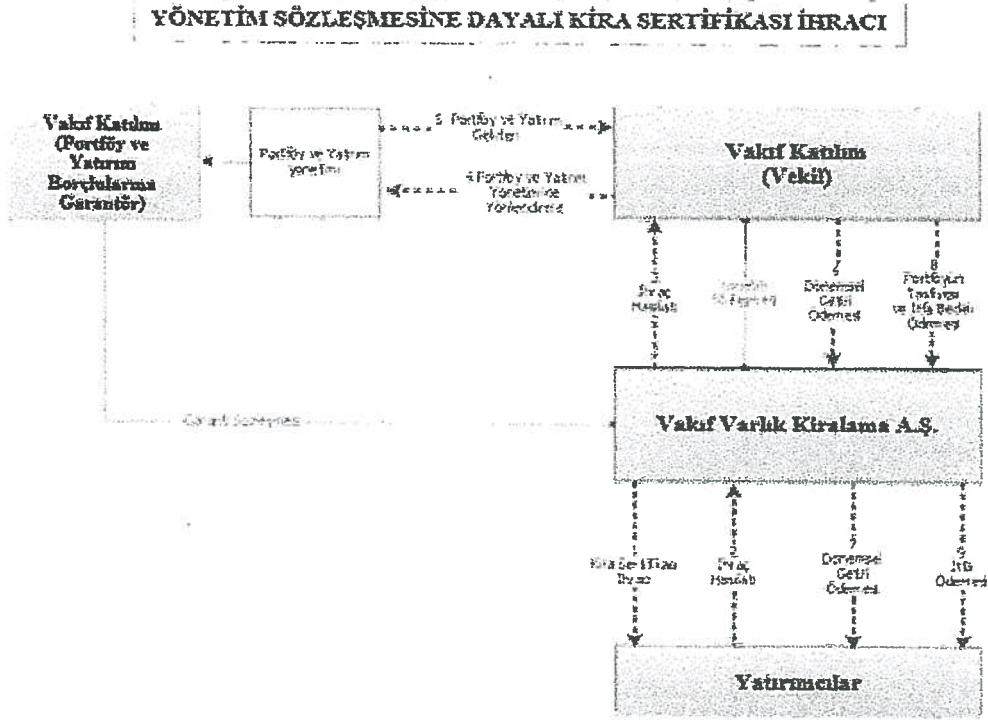 YÖNETİM SÖZLEŞMESİNE DAYALI KİRA SERTİFİKASI İHRACI
Vakıf Katılım
(Portföy ve
Yatırım
Borçlularına
Garantör)
Portföy ve Yatırım
Yönetimi
5 Portföy ve Yatırım
Gelirleri
4 Portföy ve Yatırım
Yönetimine
Yönlendirme
Vakıf Katılım
(Vekil)
İhraç
Hasılatı
Dönemsel
Getiri
Ödemesi
8
Portföyün
Tasfiyesi
ve İtfa Bedeli
Ödemesi
Garanti Sözleşmesi
Vakıf Varlık Kiralama A.Ş.
Kira Sertifikası
İhracı
2
İhraç
Hasılatı
7
Dönemsel
Getiri
Ödemesi
9
İtfa
Ödemesi
Yatırımcılar